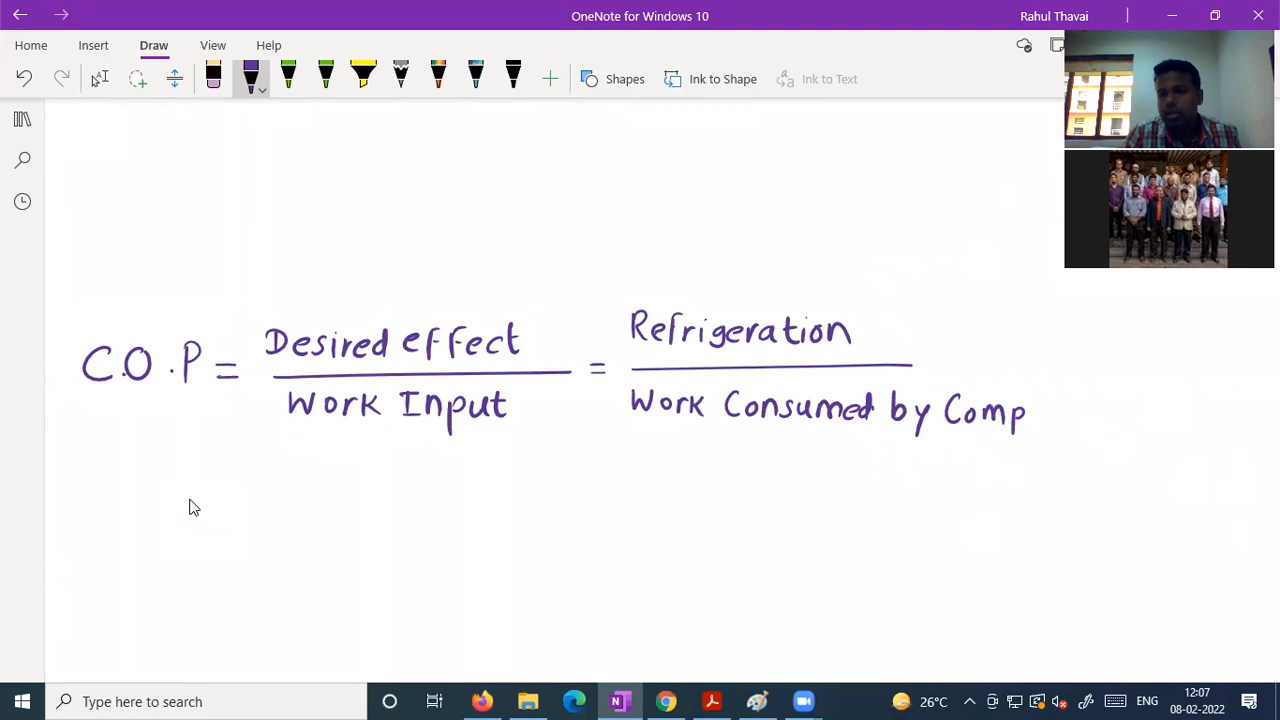 OneNote for Windows 10
Rahul Thavai
Home Insert Draw View Help
Shapes Ink to Shape Ink to Text
C.O.P = Desired effect / Work Input = Refrigeration / Work Consumed by Comp
Type here to search
26°C ENG 12:07
08-02-2022